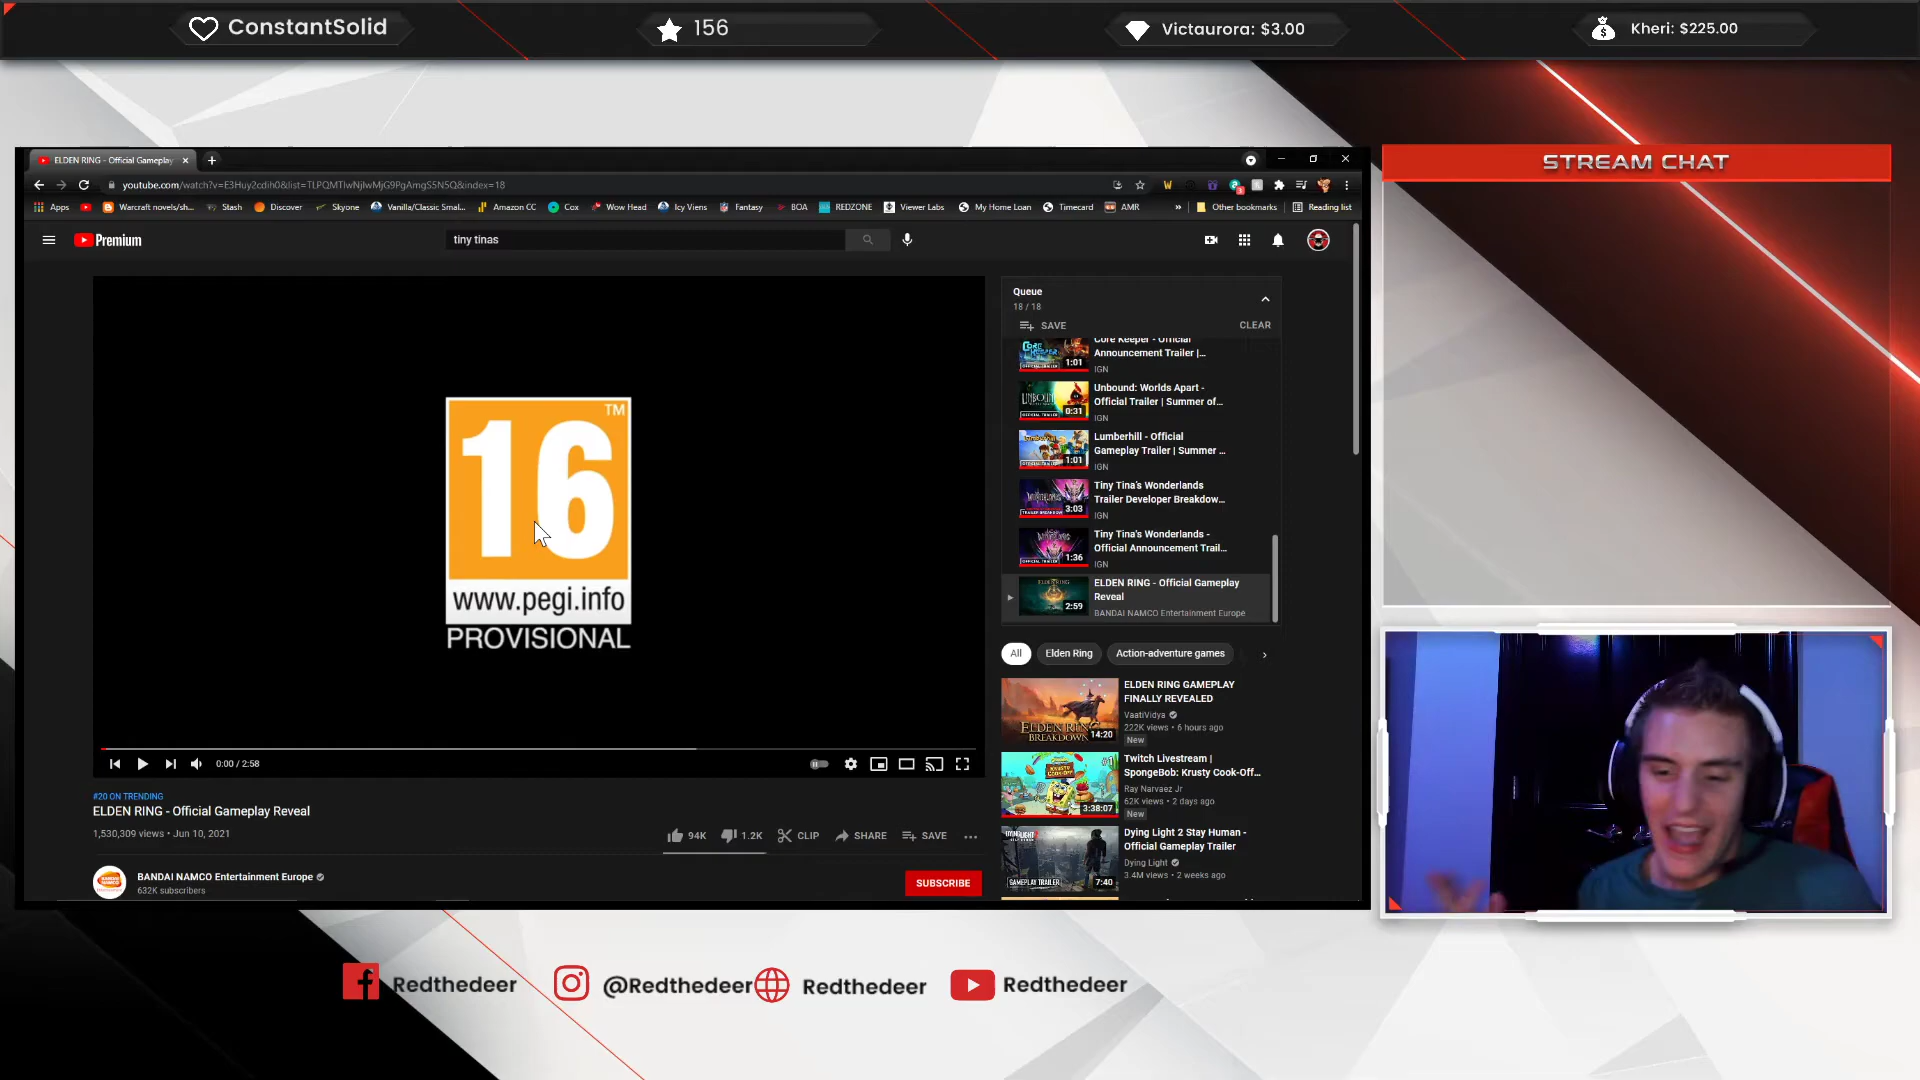 ConstantSolid
156
Victaurora: $3.00
Kheri: $225.00
ELDEN RING - Official Gameplay
youtube.com/watch?v=E3Huy2cdih0&list=TLPQMTIwNjIwMjG9PgAmgS5N5Q&index=18
Apps
Warcraft novels/sh...
Stash
Discover
Skyone
Vanilla/Classic Smal...
Amazon CC
Cox
Wow Head
Icy Viens
Fantasy
BOA
REDZONE
Viewer Labs
My Home Loan
Timecard
AMR
»
Other bookmarks
Reading list
Premium
tiny tinas
16
TM
www.pegi.info
PROVISIONAL
0:00 / 2:58
#20 ON TRENDING
ELDEN RING - Official Gameplay Reveal
1,530,309 views • Jun 10, 2021
94K
1.2K
CLIP
SHARE
SAVE
...
BANDAI NAMCO Entertainment Europe
632K subscribers
SUBSCRIBE
Queue
18 / 18
SAVE
CLEAR
Core Keeper - Official
Announcement Trailer |...
IGN
1:01
Unbound: Worlds Apart -
Official Trailer | Summer of...
IGN
0:31
Lumberhill - Official
Gameplay Trailer | Summer ...
IGN
1:01
Tiny Tina's Wonderlands
Trailer Developer Breakdow...
IGN
3:03
Tiny Tina's Wonderlands -
Official Announcement Trail...
IGN
1:36
ELDEN RING - Official Gameplay
Reveal
BANDAI NAMCO Entertainment Europe
2:59
All
Elden Ring
Action-adventure games
ELDEN RING
BREAKDOWN
14:20
ELDEN RING GAMEPLAY
FINALLY REVEALED
VaatiVidya
222K views • 6 hours ago
New
#1
3:38:07
Twitch Livestream |
SpongeBob: Krusty Cook-Off...
Ray Narvaez Jr
62K views • 2 days ago
New
GAMEPLAY TRAILER
7:40
Dying Light 2 Stay Human -
Official Gameplay Trailer
Dying Light
3.4M views • 2 weeks ago
STREAM CHAT
Redthedeer
@Redthedeer
Redthedeer
Redthedeer